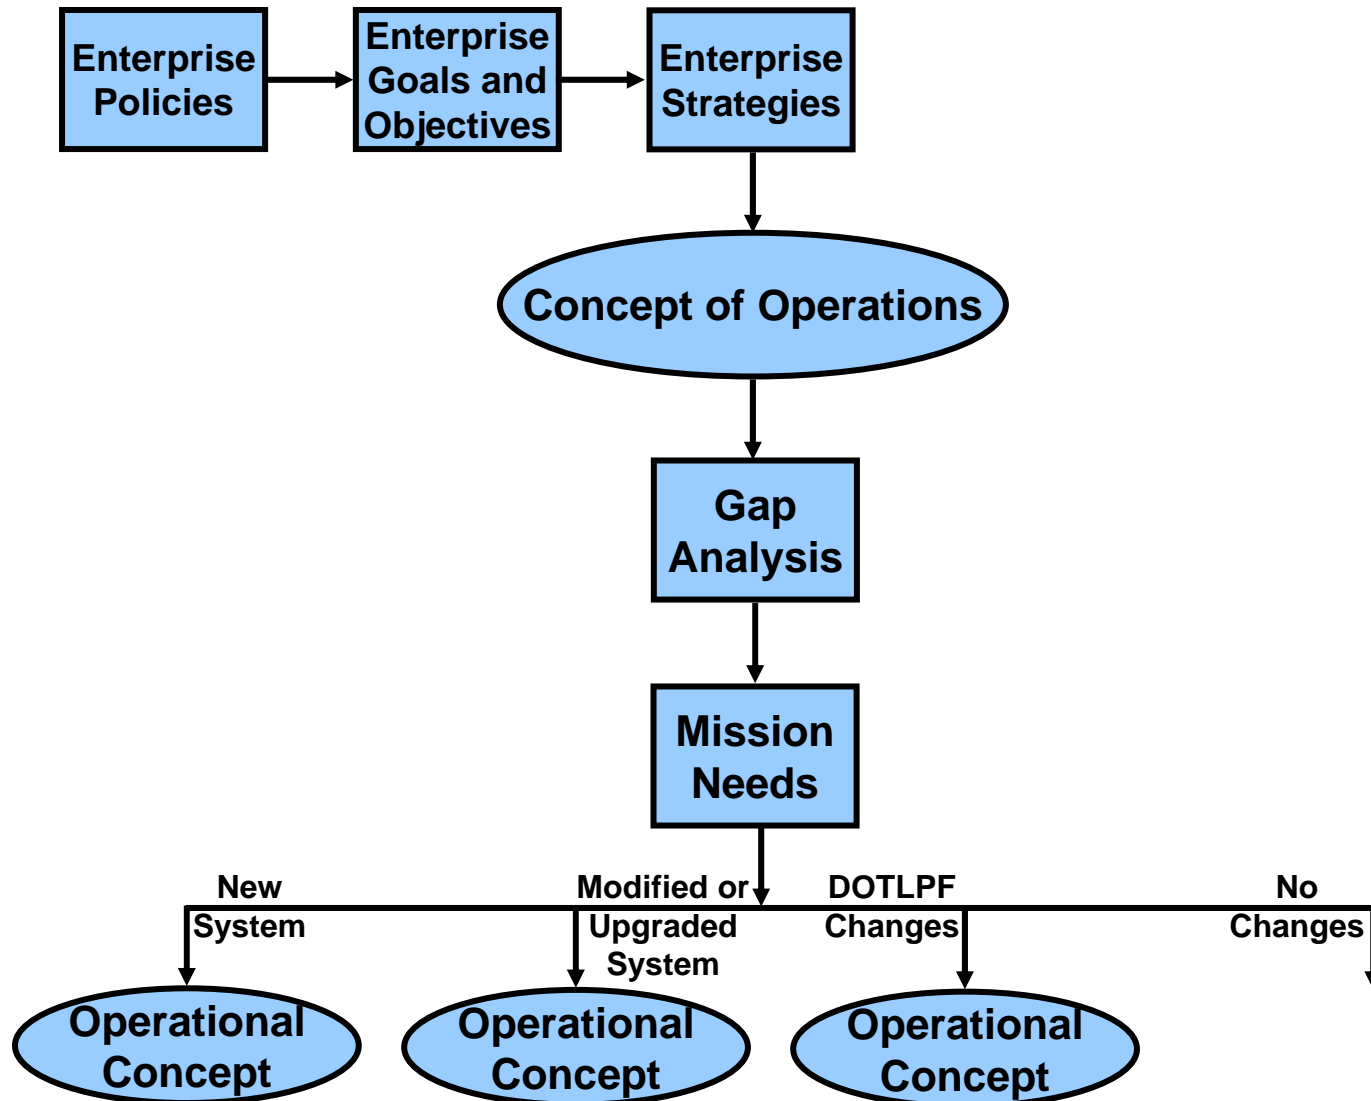 Enterprise
Policies
Enterprise
Goals and
Objectives
Enterprise
Strategies
Concept of Operations
Gap
Analysis
Mission
Needs
New
System
Modified or
Upgraded
System
DOTLPF
Changes
No
Changes
Operational
Concept
Operational
Concept
Operational
Concept